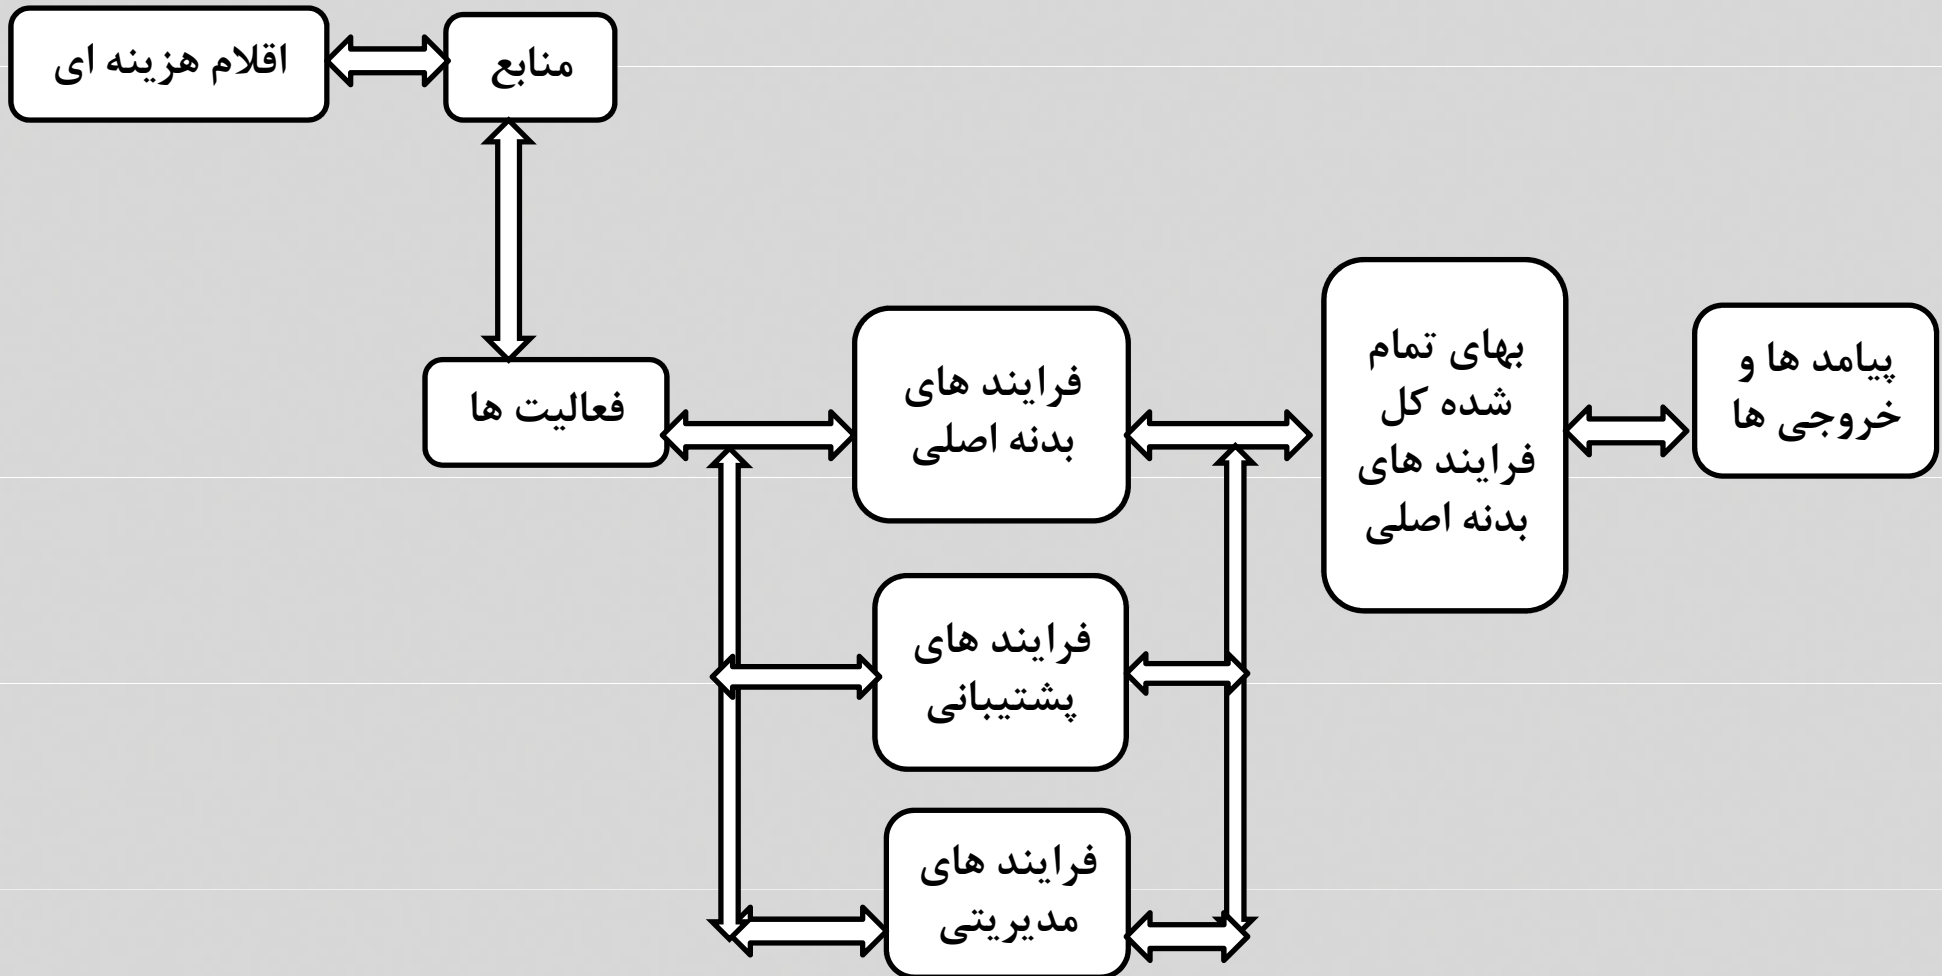 اقلام هزینه ای
منابع
فعالیت ها
فرایند های
بدنه اصلی
فرایند های
پشتیبانی
فرایند های
مدیریتی
بهای تمام
شده کل
فرایند های
بدنه اصلی
پیامد ها و
خروجی ها